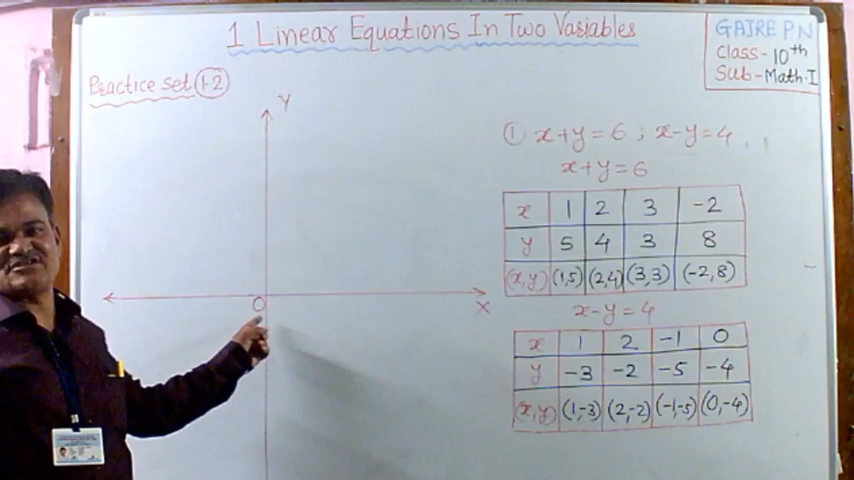 1 Linear Equations In Two Variables
GAJRE PN
Class-10th
Sub-Math-I
Practice Set 1.2
Y
X
O
① x+y=6 ; x-y=4
x+y=6
x 1 2 3 -2
y 5 4 3 8
(x,y) (1,5) (2,4) (3,3) (-2,8)
x-y=4
x 1 2 -1 0
y -3 -2 -5 -4
(x,y) (1,-3) (2,-2) (-1,-5) (0,-4)